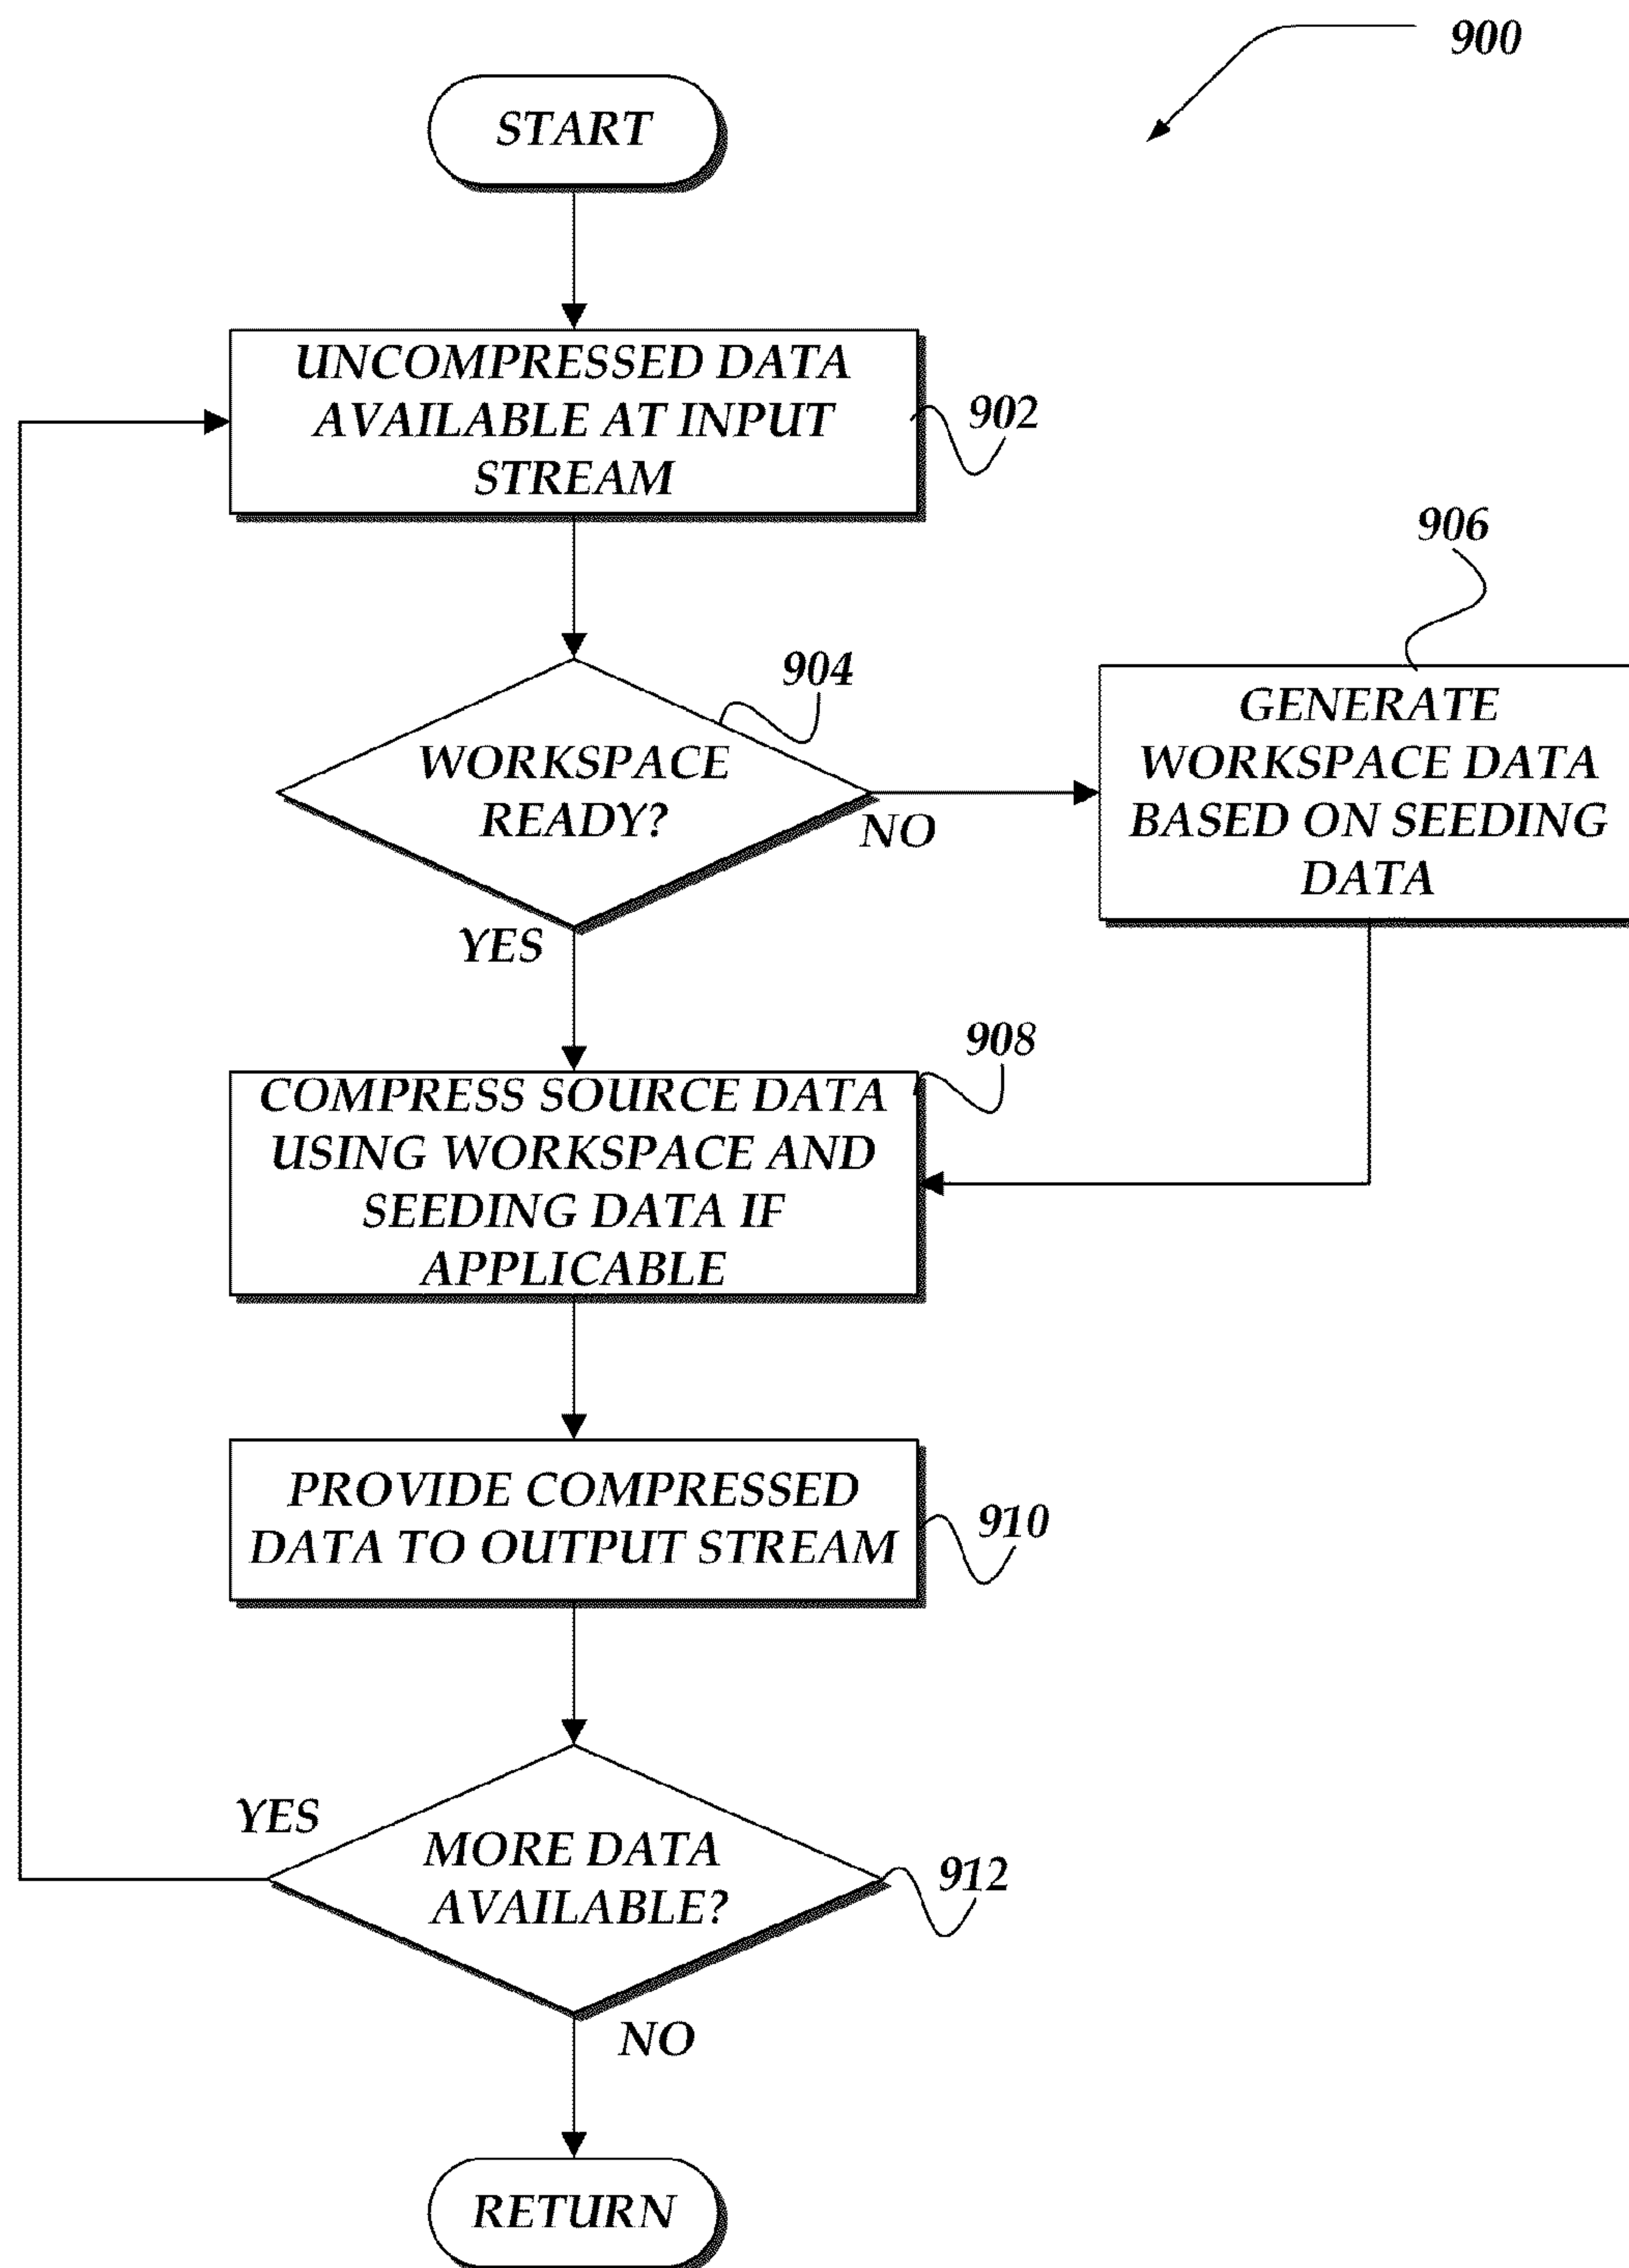 900
START
UNCOMPRESSED DATA
AVAILABLE AT INPUT
STREAM
902
906
904
WORKSPACE
READY?
NO
GENERATE
WORKSPACE DATA
BASED ON SEEDING
DATA
YES
908
COMPRESS SOURCE DATA
USING WORKSPACE AND
SEEDING DATA IF
APPLICABLE
PROVIDE COMPRESSED
DATA TO OUTPUT STREAM
910
YES
MORE DATA
AVAILABLE?
912
NO
RETURN